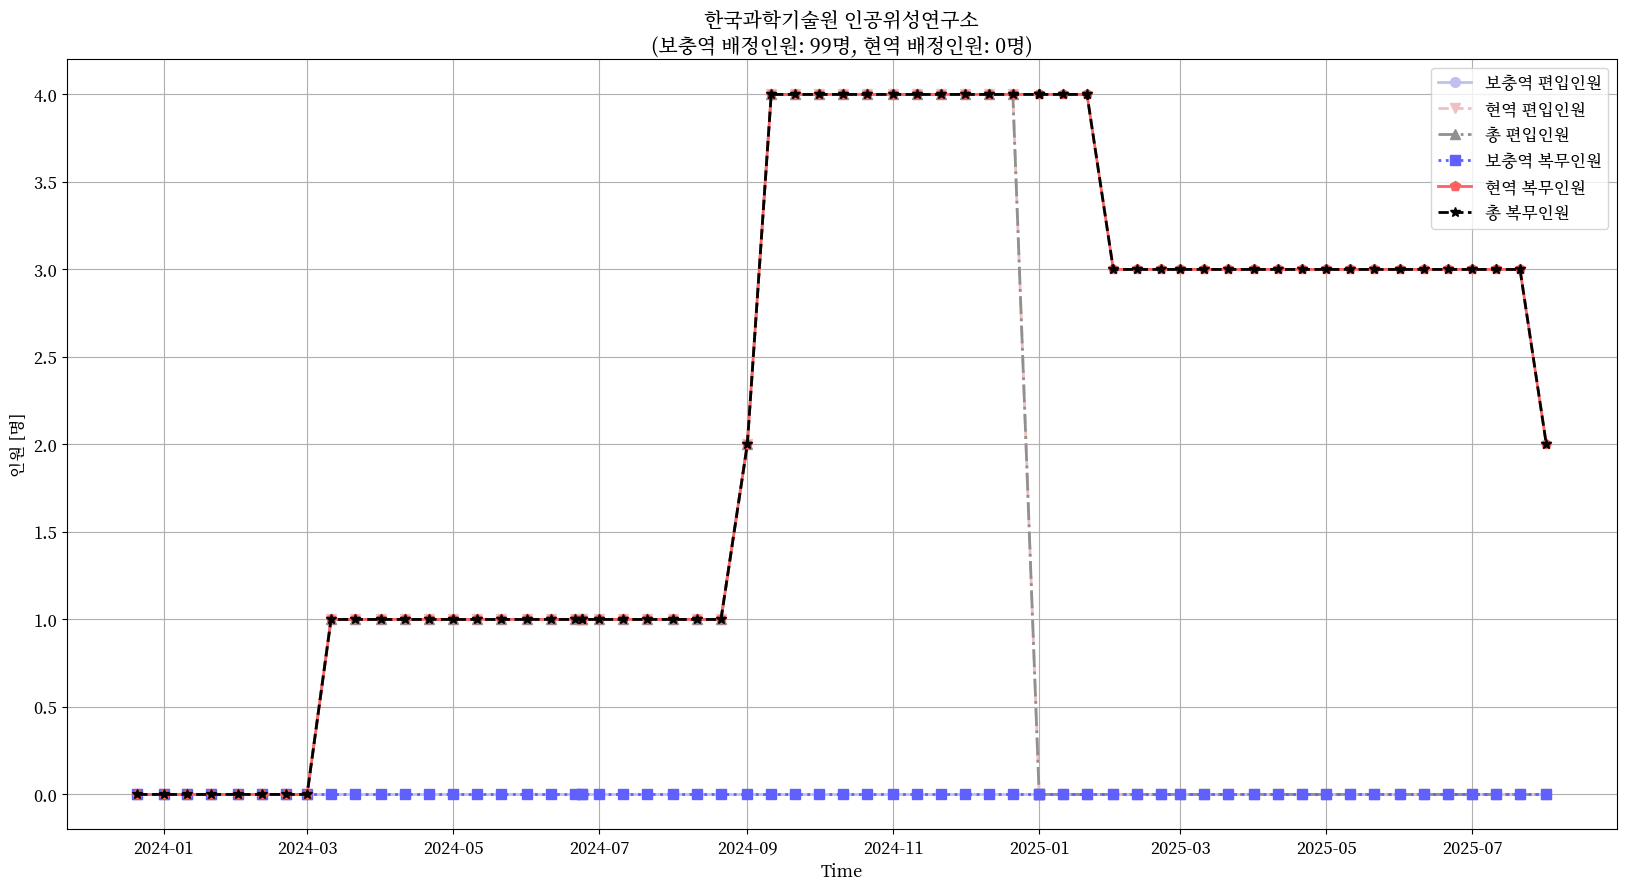 한국과학기술원 인공위성연구소
(보충역 배정인원: 99명, 현역 배정인원: 0명)
보충역 편입인원
현역 편입인원
총 편입인원
보충역 복무인원
현역 복무인원
총 복무인원
인원 [명]
4.0
3.5
3.0
2.5
2.0
1.5
1.0
0.5
0.0
2024-01 2024-03 2024-05 2024-07 2024-09 2024-11 2025-01 2025-03 2025-05 2025-07
Time